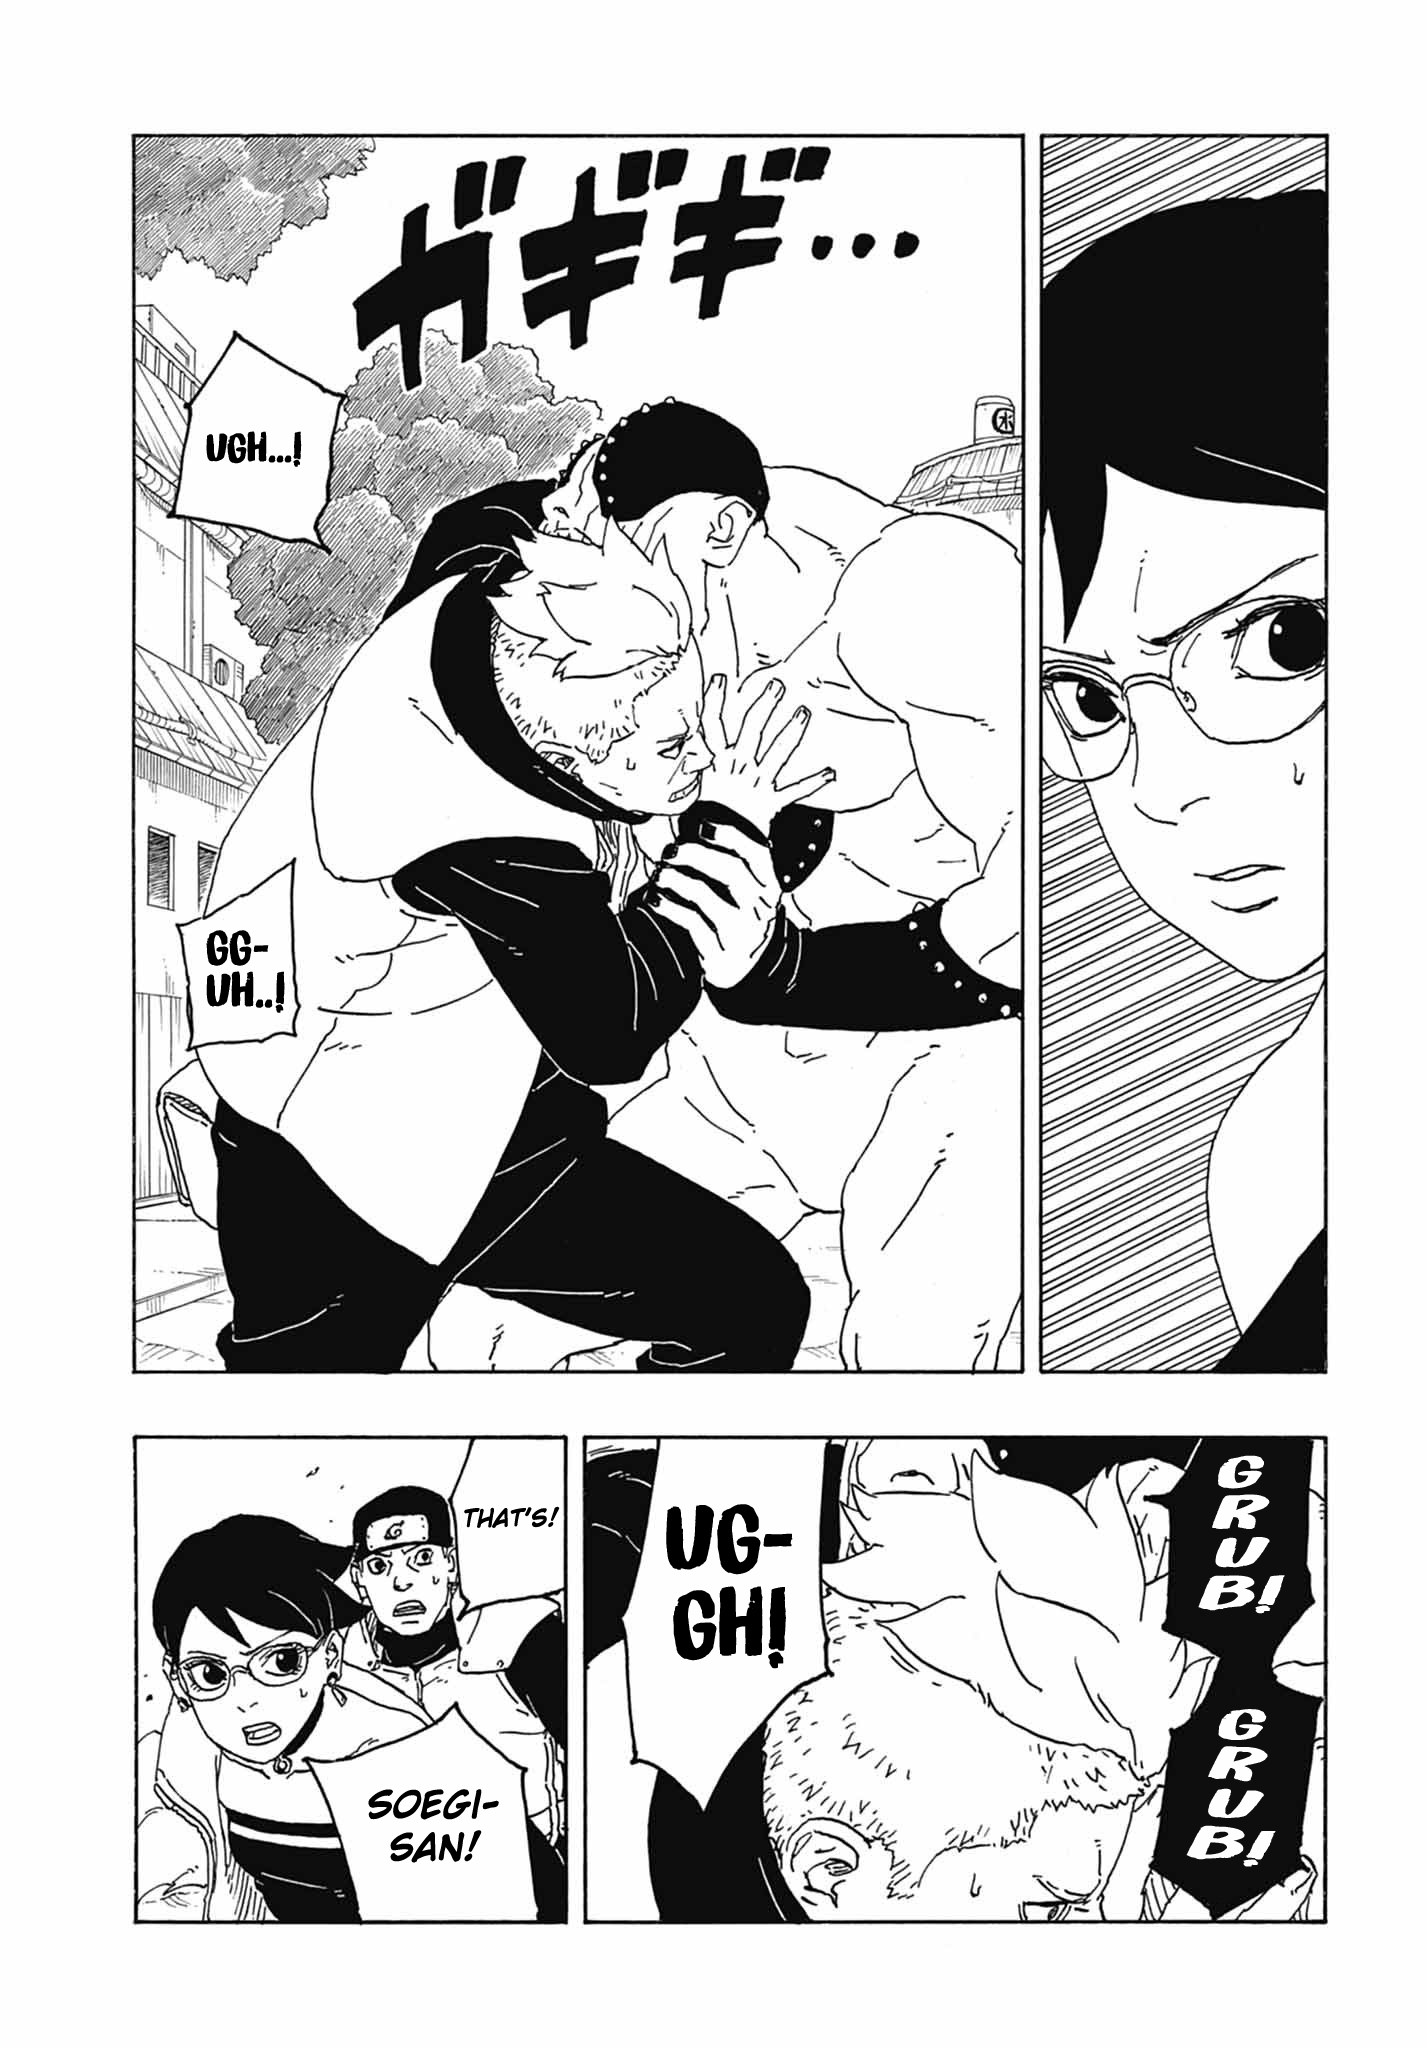 ガギギ...
UGH...!
GG-
UH..!
GRUB!
GRUB!
UG-
GH!
THAT'S!
SOEGI-
SAN!